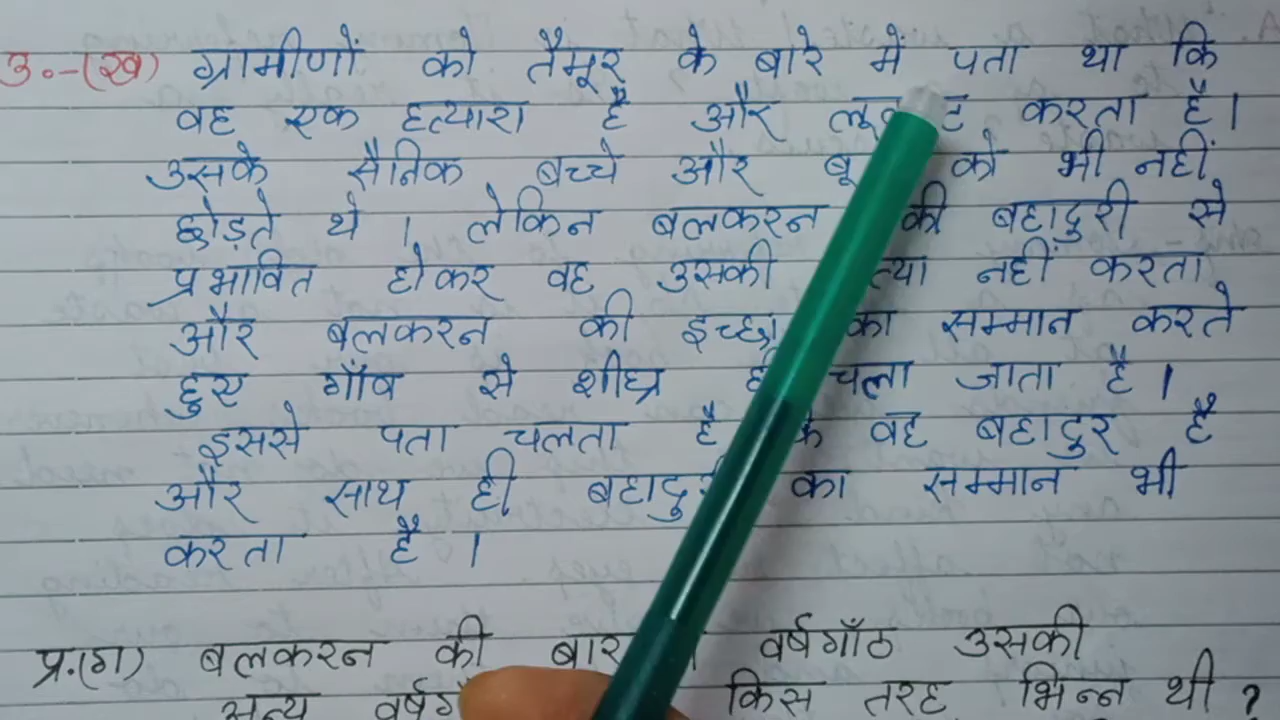 उ०-(ख) ग्रामीणों को तैमूर के बारे में पता था कि
वह एक हत्यारा है और करता है।
उसके सैनिक बच्चे और को भी नहीं
छोड़ते थे । लेकिन बलकरन की बहादुरी से
प्रभावित होकर वह उसकी नहीं करता
और बलकरन की इच्छा का सम्मान करते
हुए गाँव से शीघ्र ही चला जाता है ।
इससे पता चलता है वह बहादुर है
और साथ ही बहादुरी का सम्मान भी
करता है ।
प्र.(ग) बलकरन की वर्षगाँठ उसकी
अन्य किस तरह भिन्न थी ?